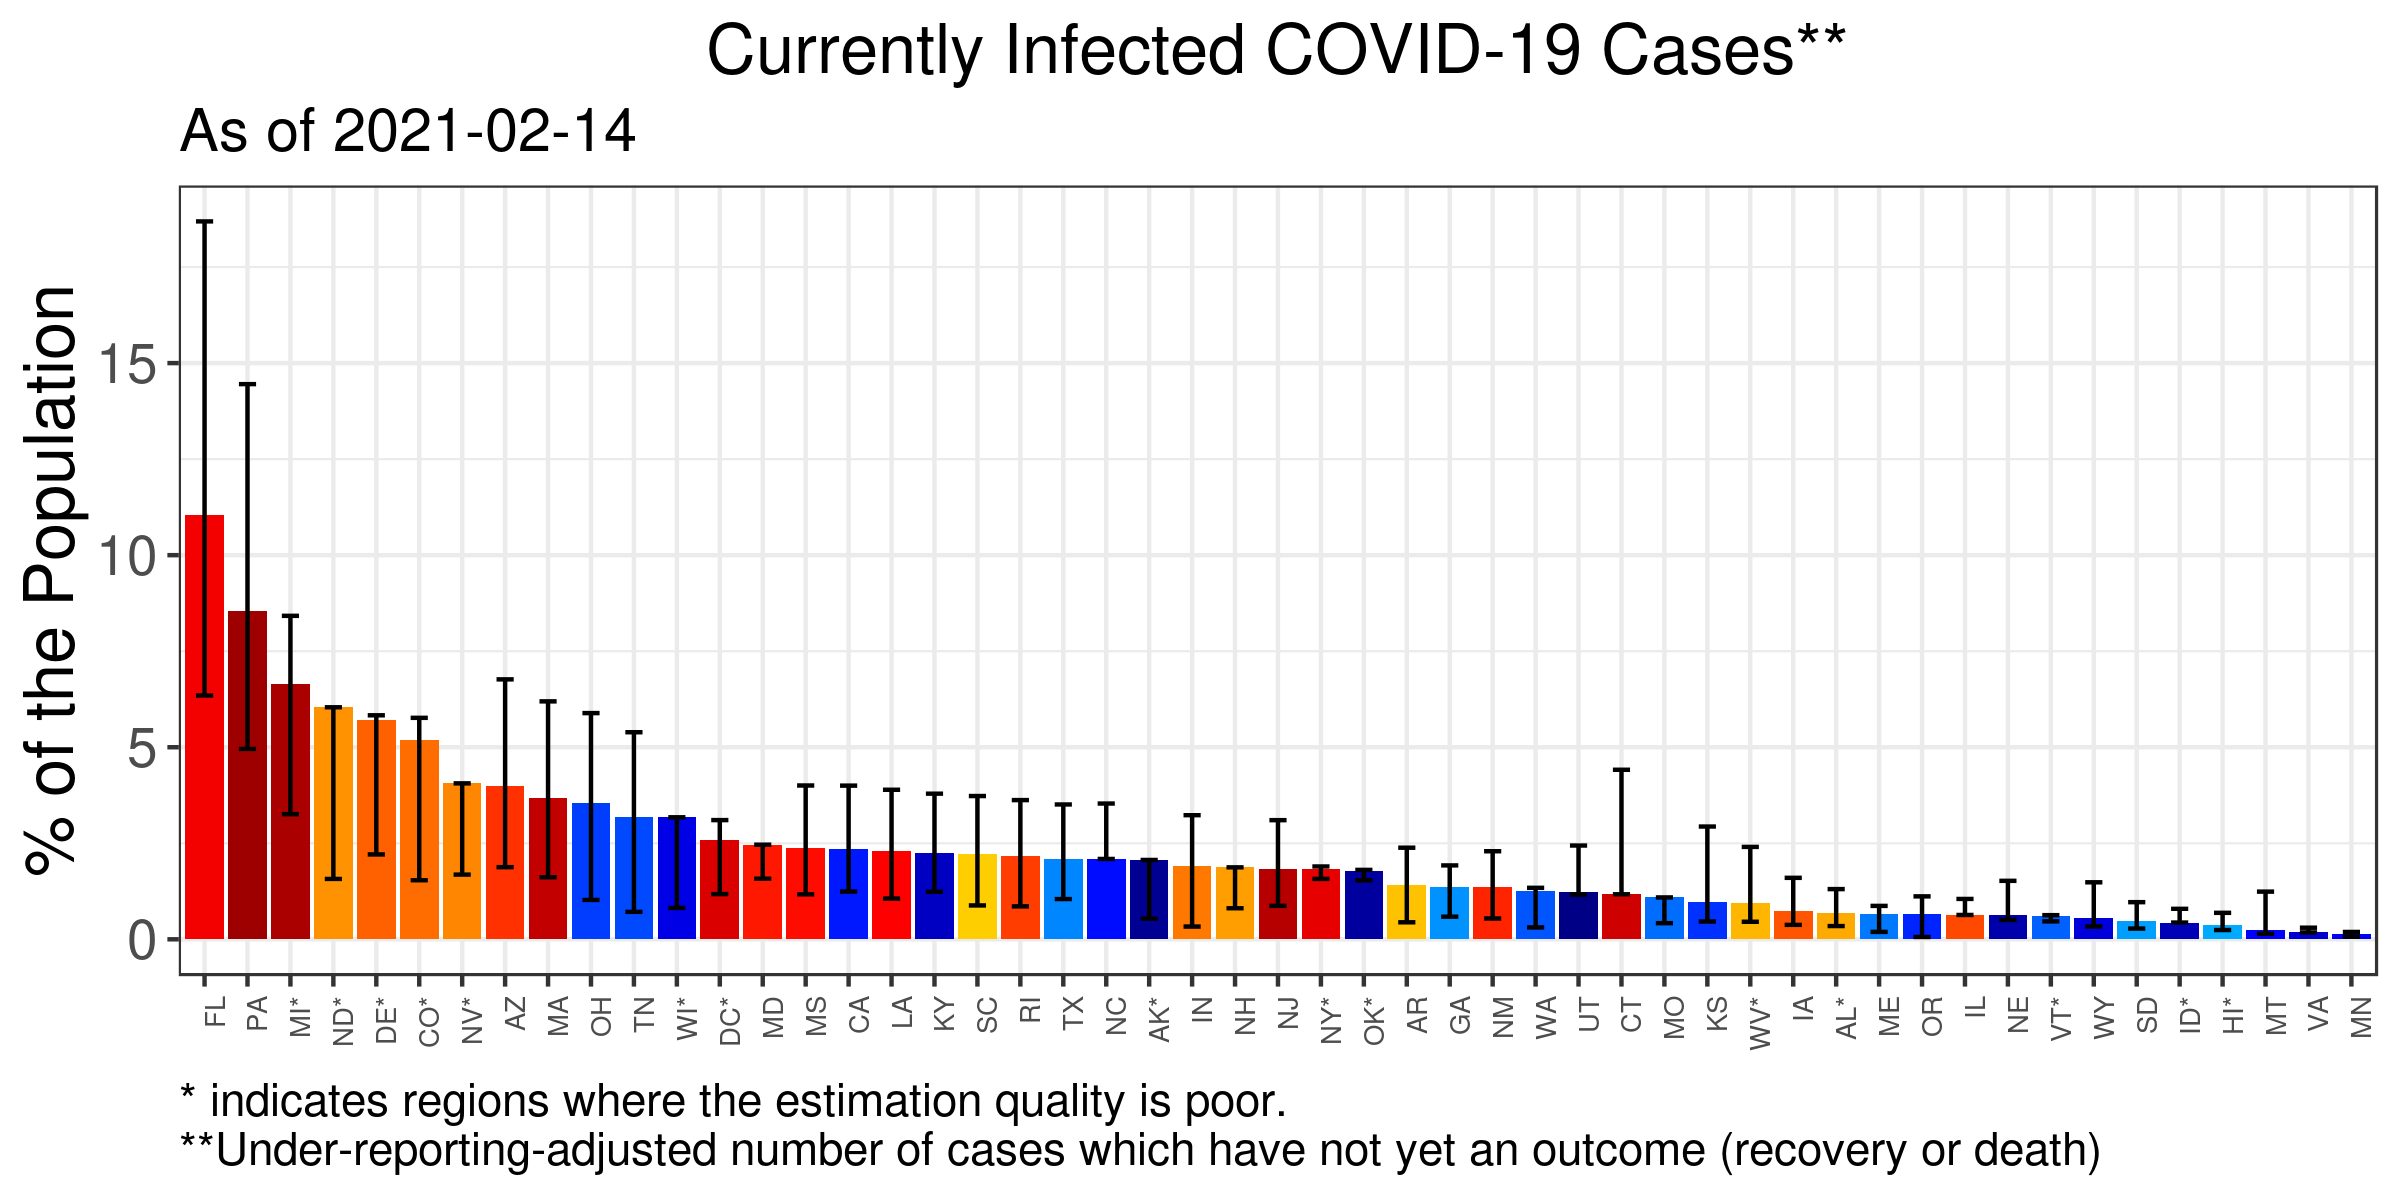 Currently Infected COVID-19 Cases**
As of 2021-02-14
% of the Population
15
10
5
0
FL PA MI* ND* DE* CO* NV* AZ MA OH TN WI* DC* MD MS CA LA KY SC RI TX NC AK* IN NH NJ NY* OK* AR GA NM WA UT CT MO KS WV* IA AL* ME OR IL NE VT* WY SD ID* HI* MT VA MN
* indicates regions where the estimation quality is poor.
**Under-reporting-adjusted number of cases which have not yet an outcome (recovery or death)